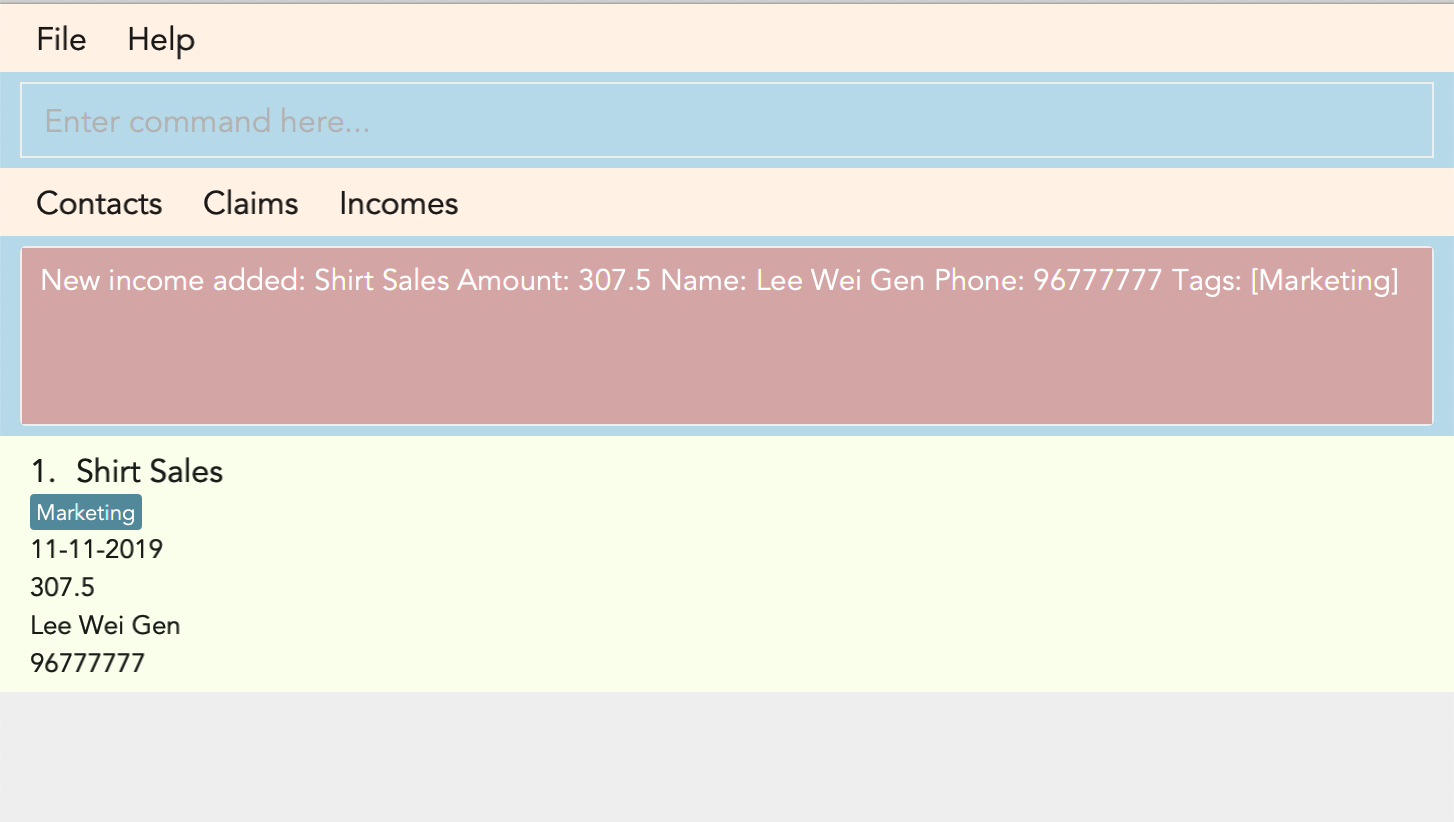 File Help
Enter command here...
Contacts Claims Incomes
New income added: Shirt Sales Amount: 307.5 Name: Lee Wei Gen Phone: 96777777 Tags: [Marketing]
1. Shirt Sales
Marketing
11-11-2019
307.5
Lee Wei Gen
96777777